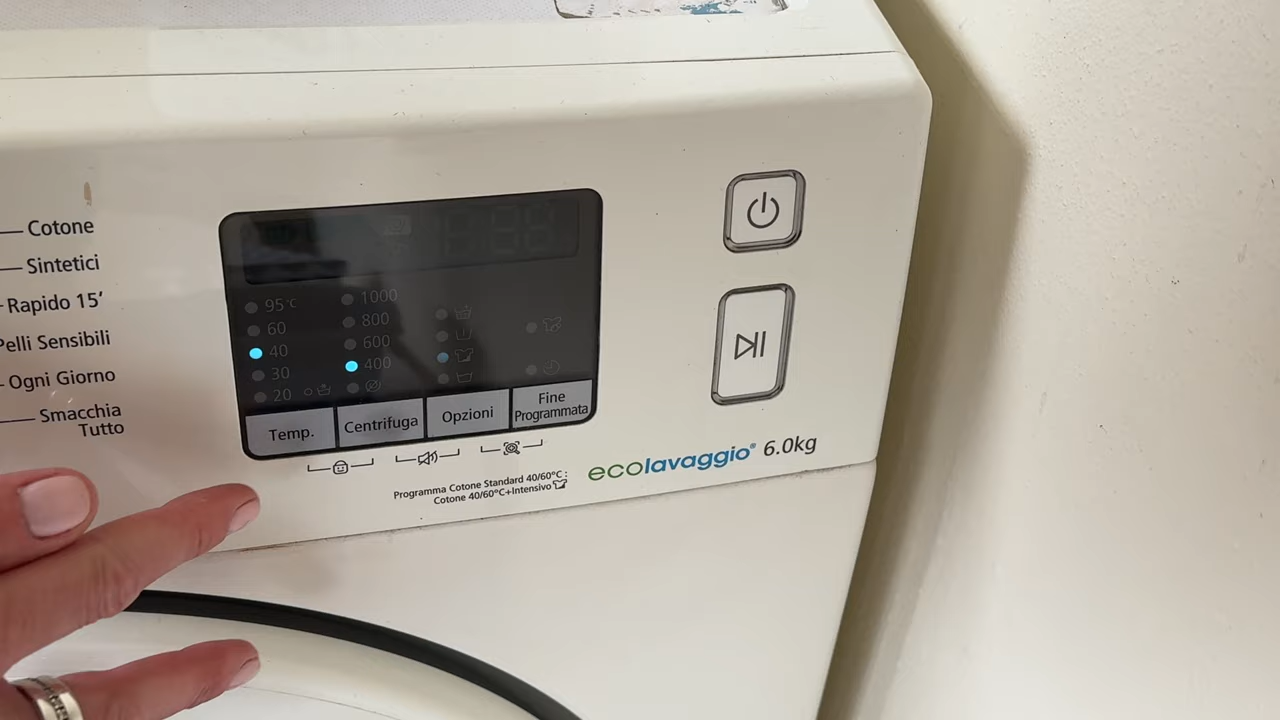 Cotone
Sintetici
Rapido 15'
Pelli Sensibili
Ogni Giorno
Smacchia
Tutto
95°C
60
40
30
20
1000
800
600
400
Temp.
Centrifuga
Opzioni
Fine
Programmata
Programma Cotone Standard 40/60°C :
Cotone 40/60°C+Intensivo
ecolavaggio® 6.0kg